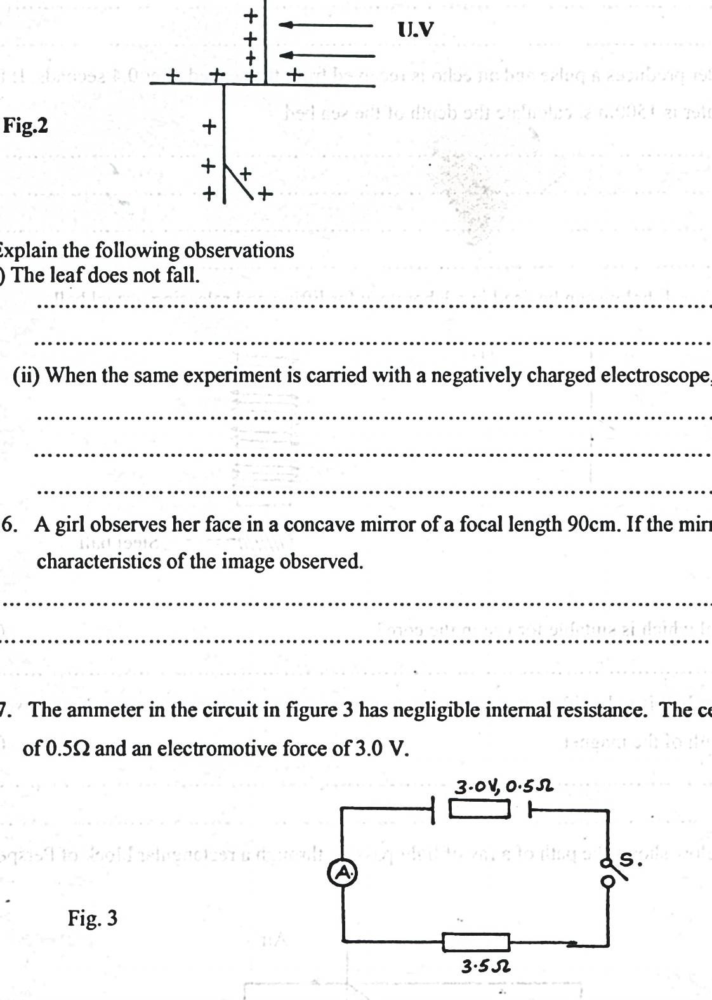 +
+
+
+ + + +
U.V
Fig.2
+
+ +
+ +
Explain the following observations
) The leaf does not fall.
(ii) When the same experiment is carried with a negatively charged electroscope,
6. A girl observes her face in a concave mirror of a focal length 90cm. If the
characteristics of the image observed.
7. The ammeter in the circuit in figure 3 has negligible internal resistance. The
of 0.5Ω and an electromotive force of 3.0 V.
3.0V, 0.5Ω
A.
S.
Fig. 3
3.5Ω